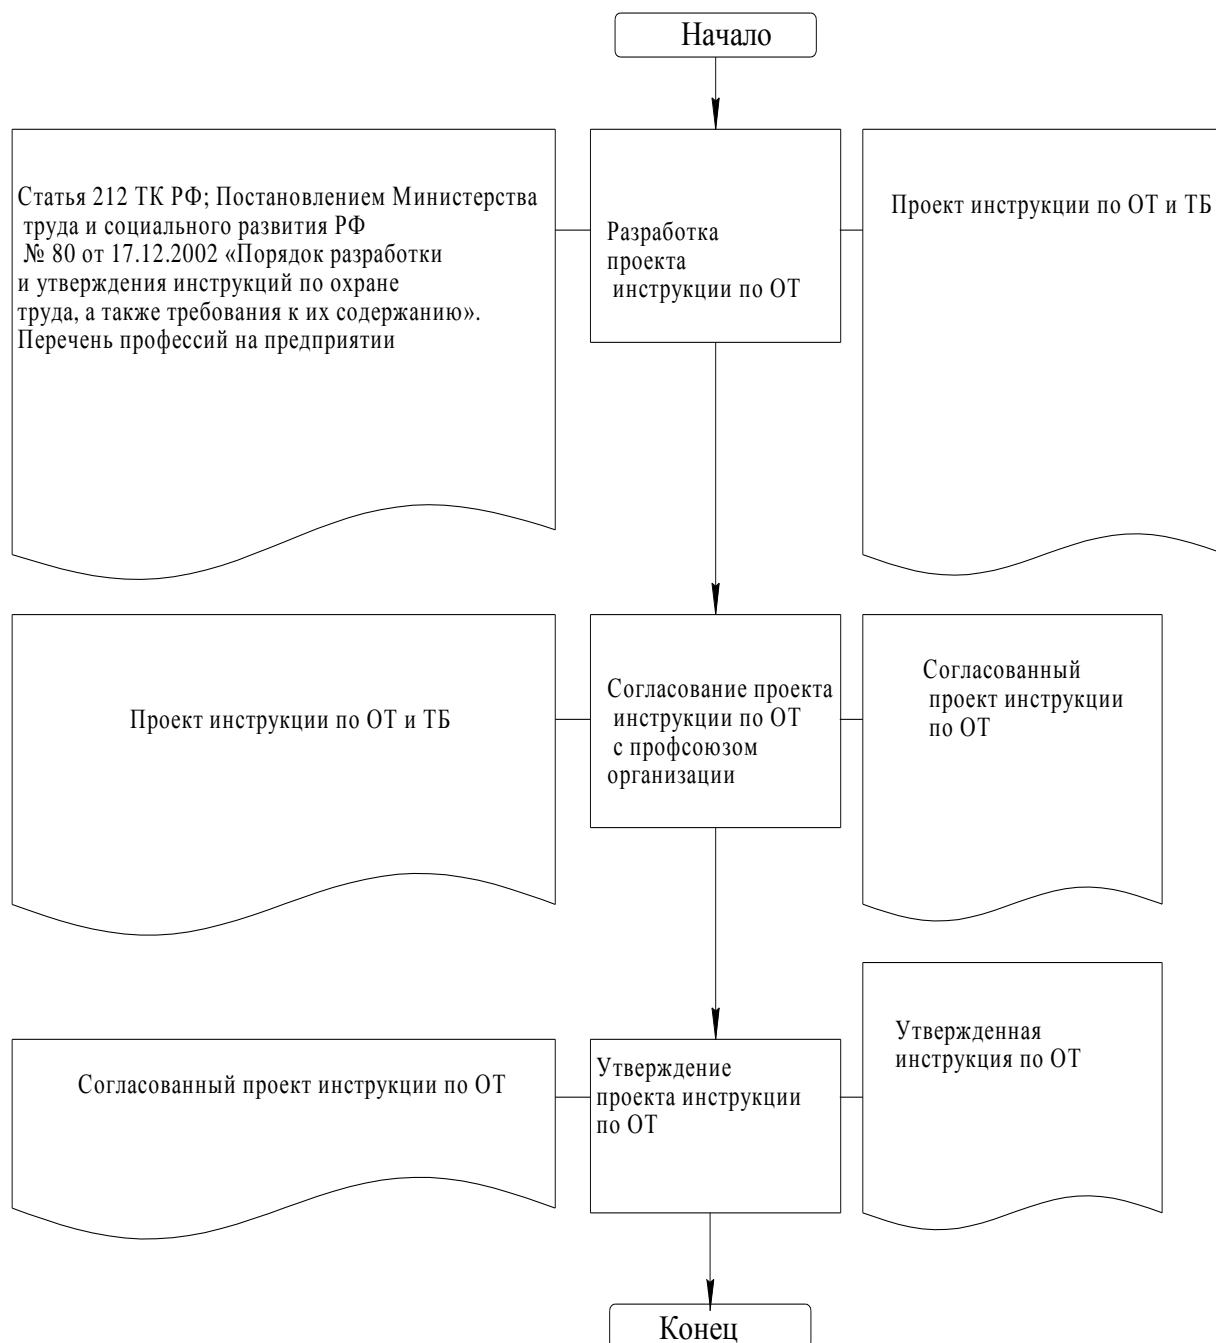 Начало
Статья 212 ТК РФ; Постановлением Министерства
труда и социального развития РФ
№ 80 от 17.12.2002 «Порядок разработки
и утверждения инструкций по охране
труда, а также требования к их содержанию».
Перечень профессий на предприятии
Разработка
проекта
инструкции по ОТ
Проект инструкции по ОТ и ТБ
Проект инструкции по ОТ и ТБ
Согласование проекта
инструкции по ОТ
с профсоюзом
организации
Согласованный
проект инструкции
по ОТ
Согласованный проект инструкции по ОТ
Утверждение
проекта инструкции
по ОТ
Утвержденная
инструкция по ОТ
Конец